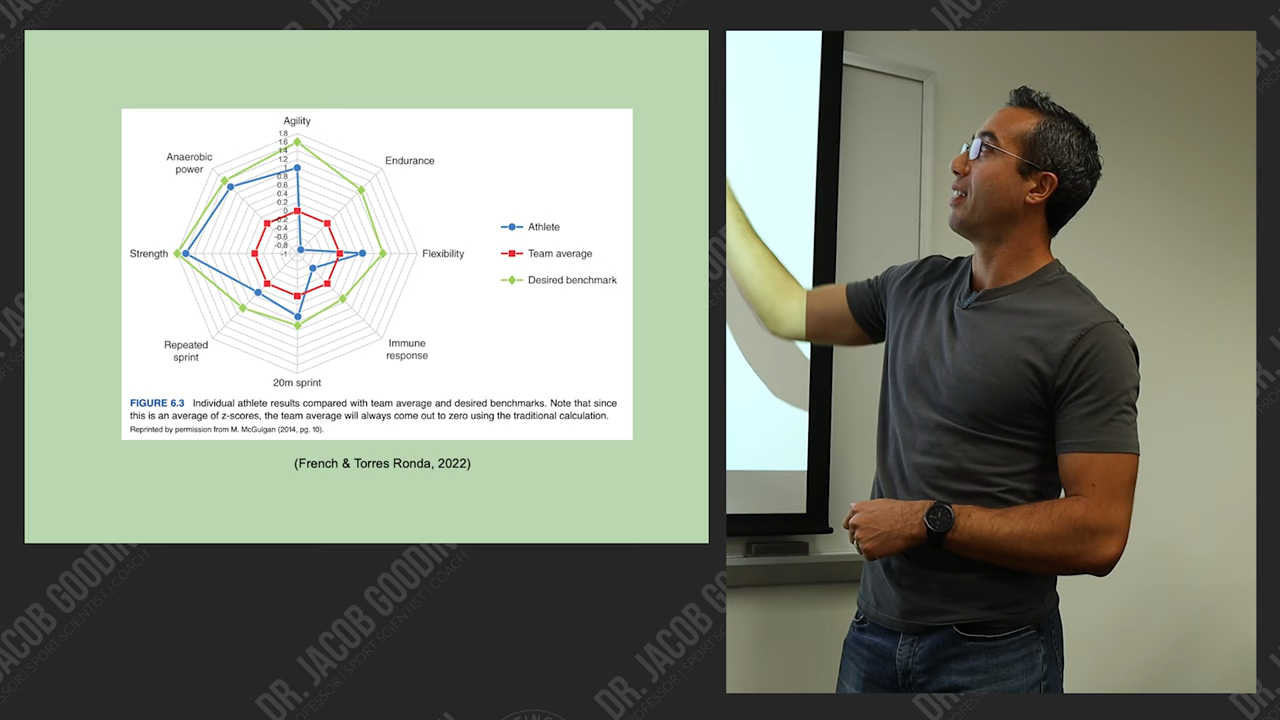 Agility
1.8
1.6
1.4
1.2
1
0.8
0.6
0.4
0.2
0
-0.2
-0.4
-0.6
-0.8
-1
Anaerobic
power
Endurance
Strength
Flexibility
Repeated
sprint
Immune
response
20m sprint
Athlete
Team average
Desired benchmark
FIGURE 6.3 Individual athlete results compared with team average and desired benchmarks. Note that since
this is an average of z-scores, the team average will always come out to zero using the traditional calculation.
Reprinted by permission from M. McGuigan (2014, pg. 10).
(French & Torres Ronda, 2022)
DR. JACOB GOODIN
PROFESSOR | SPORT SCIENTIST | COACH